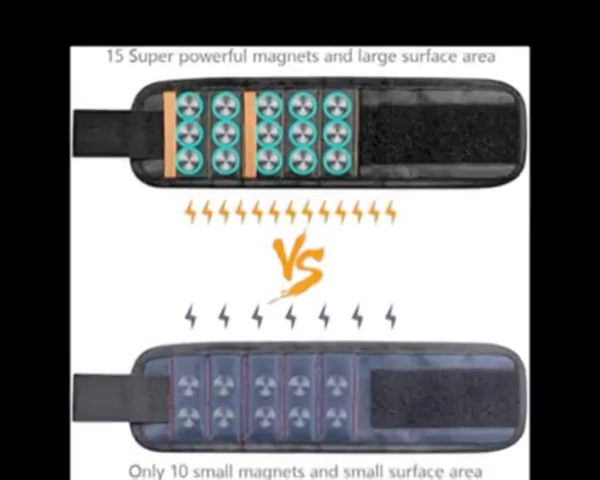 15 Super powerful magnets and large surface area
VS
Only 10 small magnets and small surface area